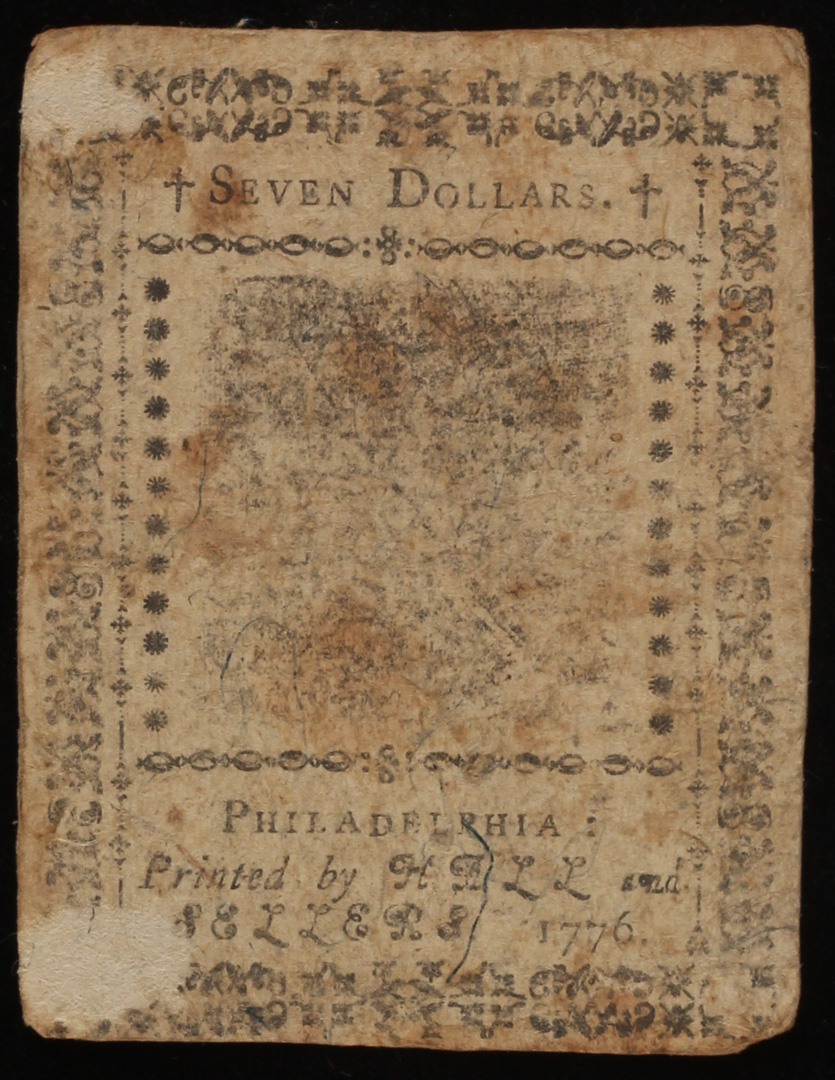 † SEVEN DOLLARS. †
PHILADELPHIA:
Printed by HALL and
SELLERS 1776.